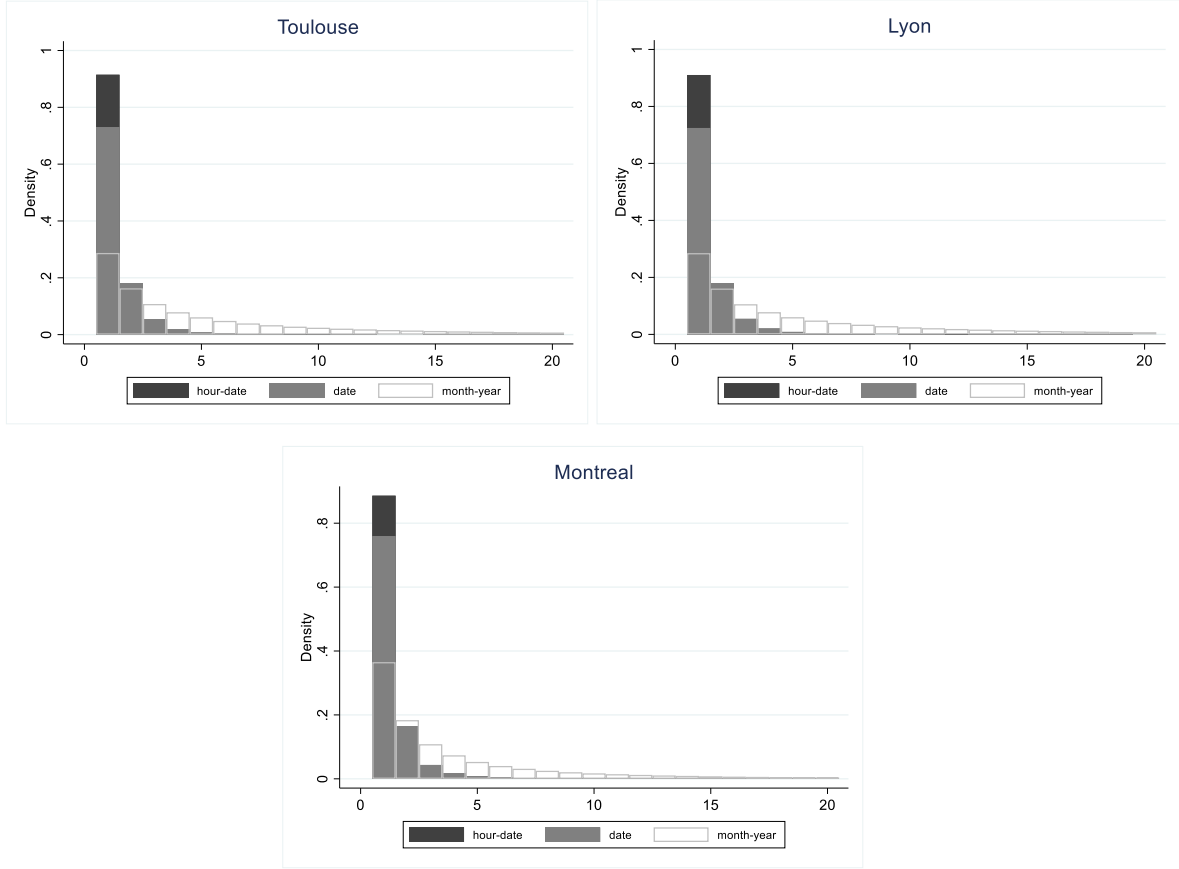 Toulouse
Density
1
.8
.6
.4
.2
0
0 5 10 15 20
hour-date date month-year
Lyon
Density
1
.8
.6
.4
.2
0
0 5 10 15 20
hour-date date month-year
Montreal
Density
.8
.6
.4
.2
0
0 5 10 15 20
hour-date date month-year